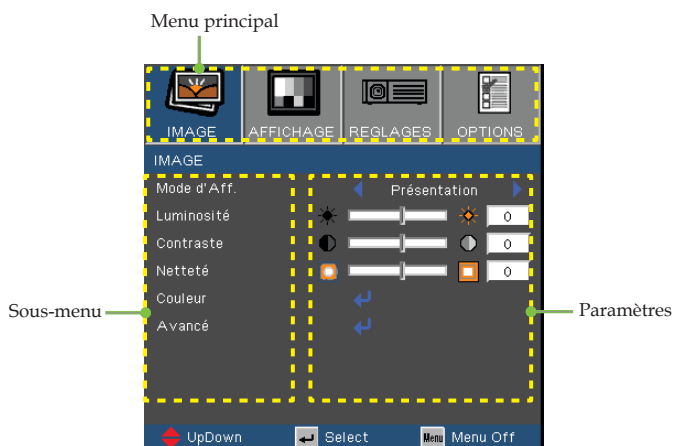 Menu principal
IMAGE AFFICHAGE REGLAGES OPTIONS
IMAGE
Mode d'Aff. Présentation
Luminosité 0
Contraste 0
Netteté 0
Couleur
Avancé
Sous-menu
Paramètres
UpDown Select Menu Menu Off